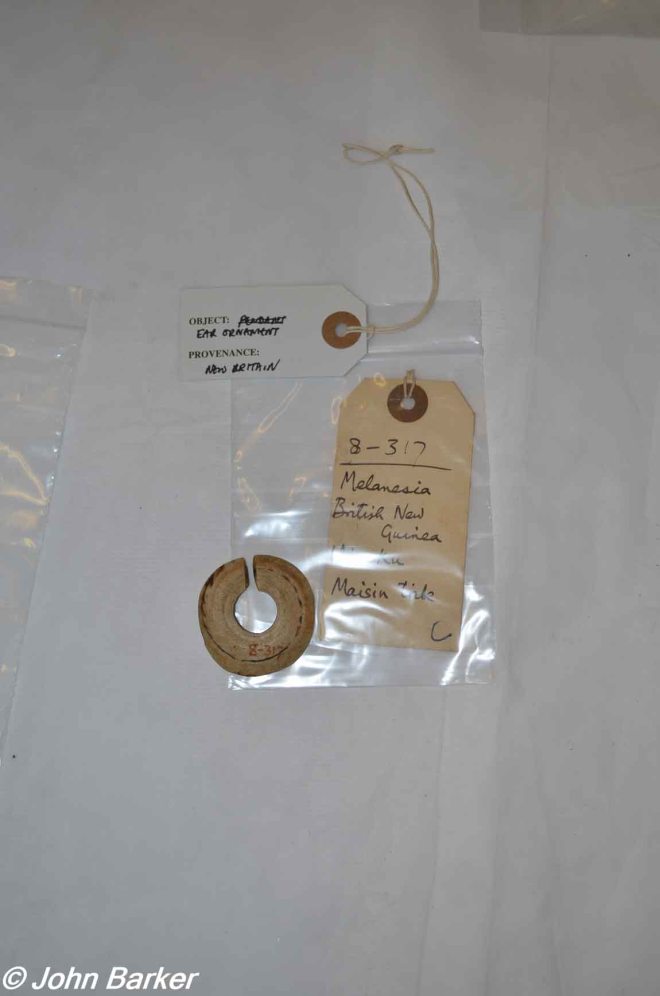 OBJECT:
EAR ORNAMENT
PROVENANCE:
NEW BRITAIN
8-317
Melanesia
British New
Guinea
Maisin
8-317
© John Barker